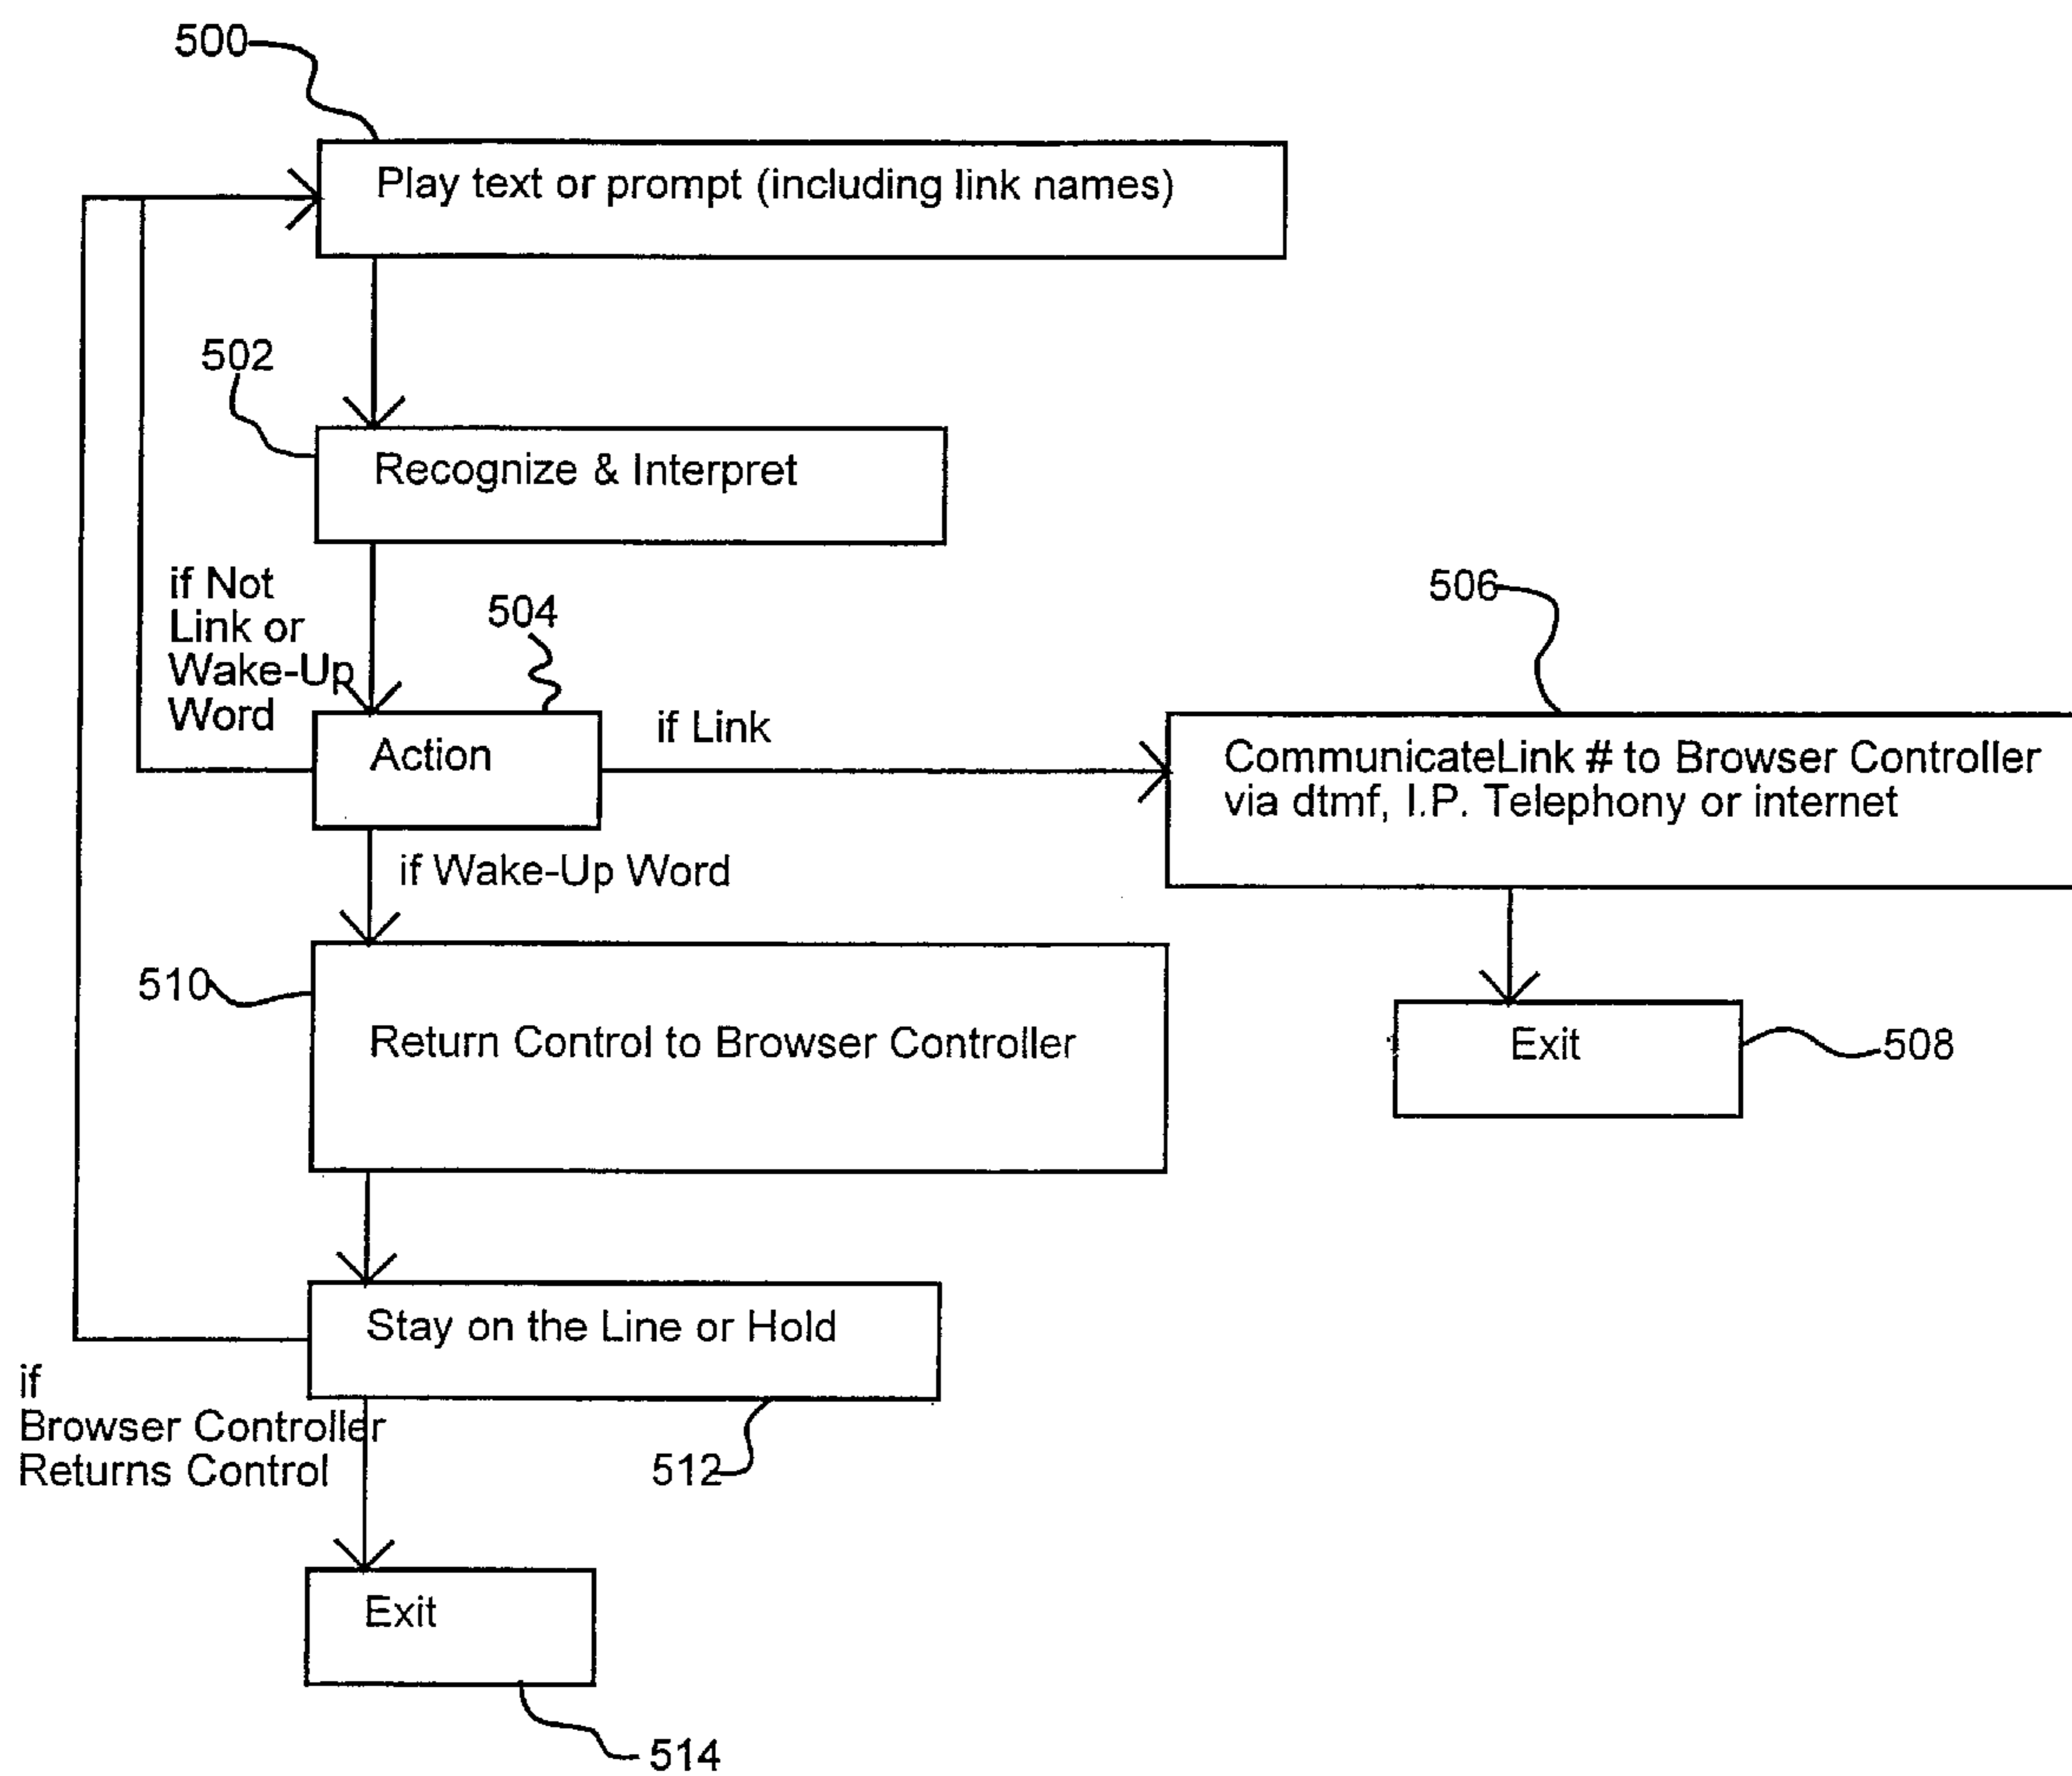 500
Play text or prompt (including link names)
502
Recognize & Interpret
if Not
Link or
Wake-Up
Word
504
506
Action
if Link
CommunicateLink # to Browser Controller
via dtmf, I.P. Telephony or internet
if Wake-Up Word
510
Return Control to Browser Controller
Exit
508
Stay on the Line or Hold
if
Browser Controller
Returns Control
512
Exit
514